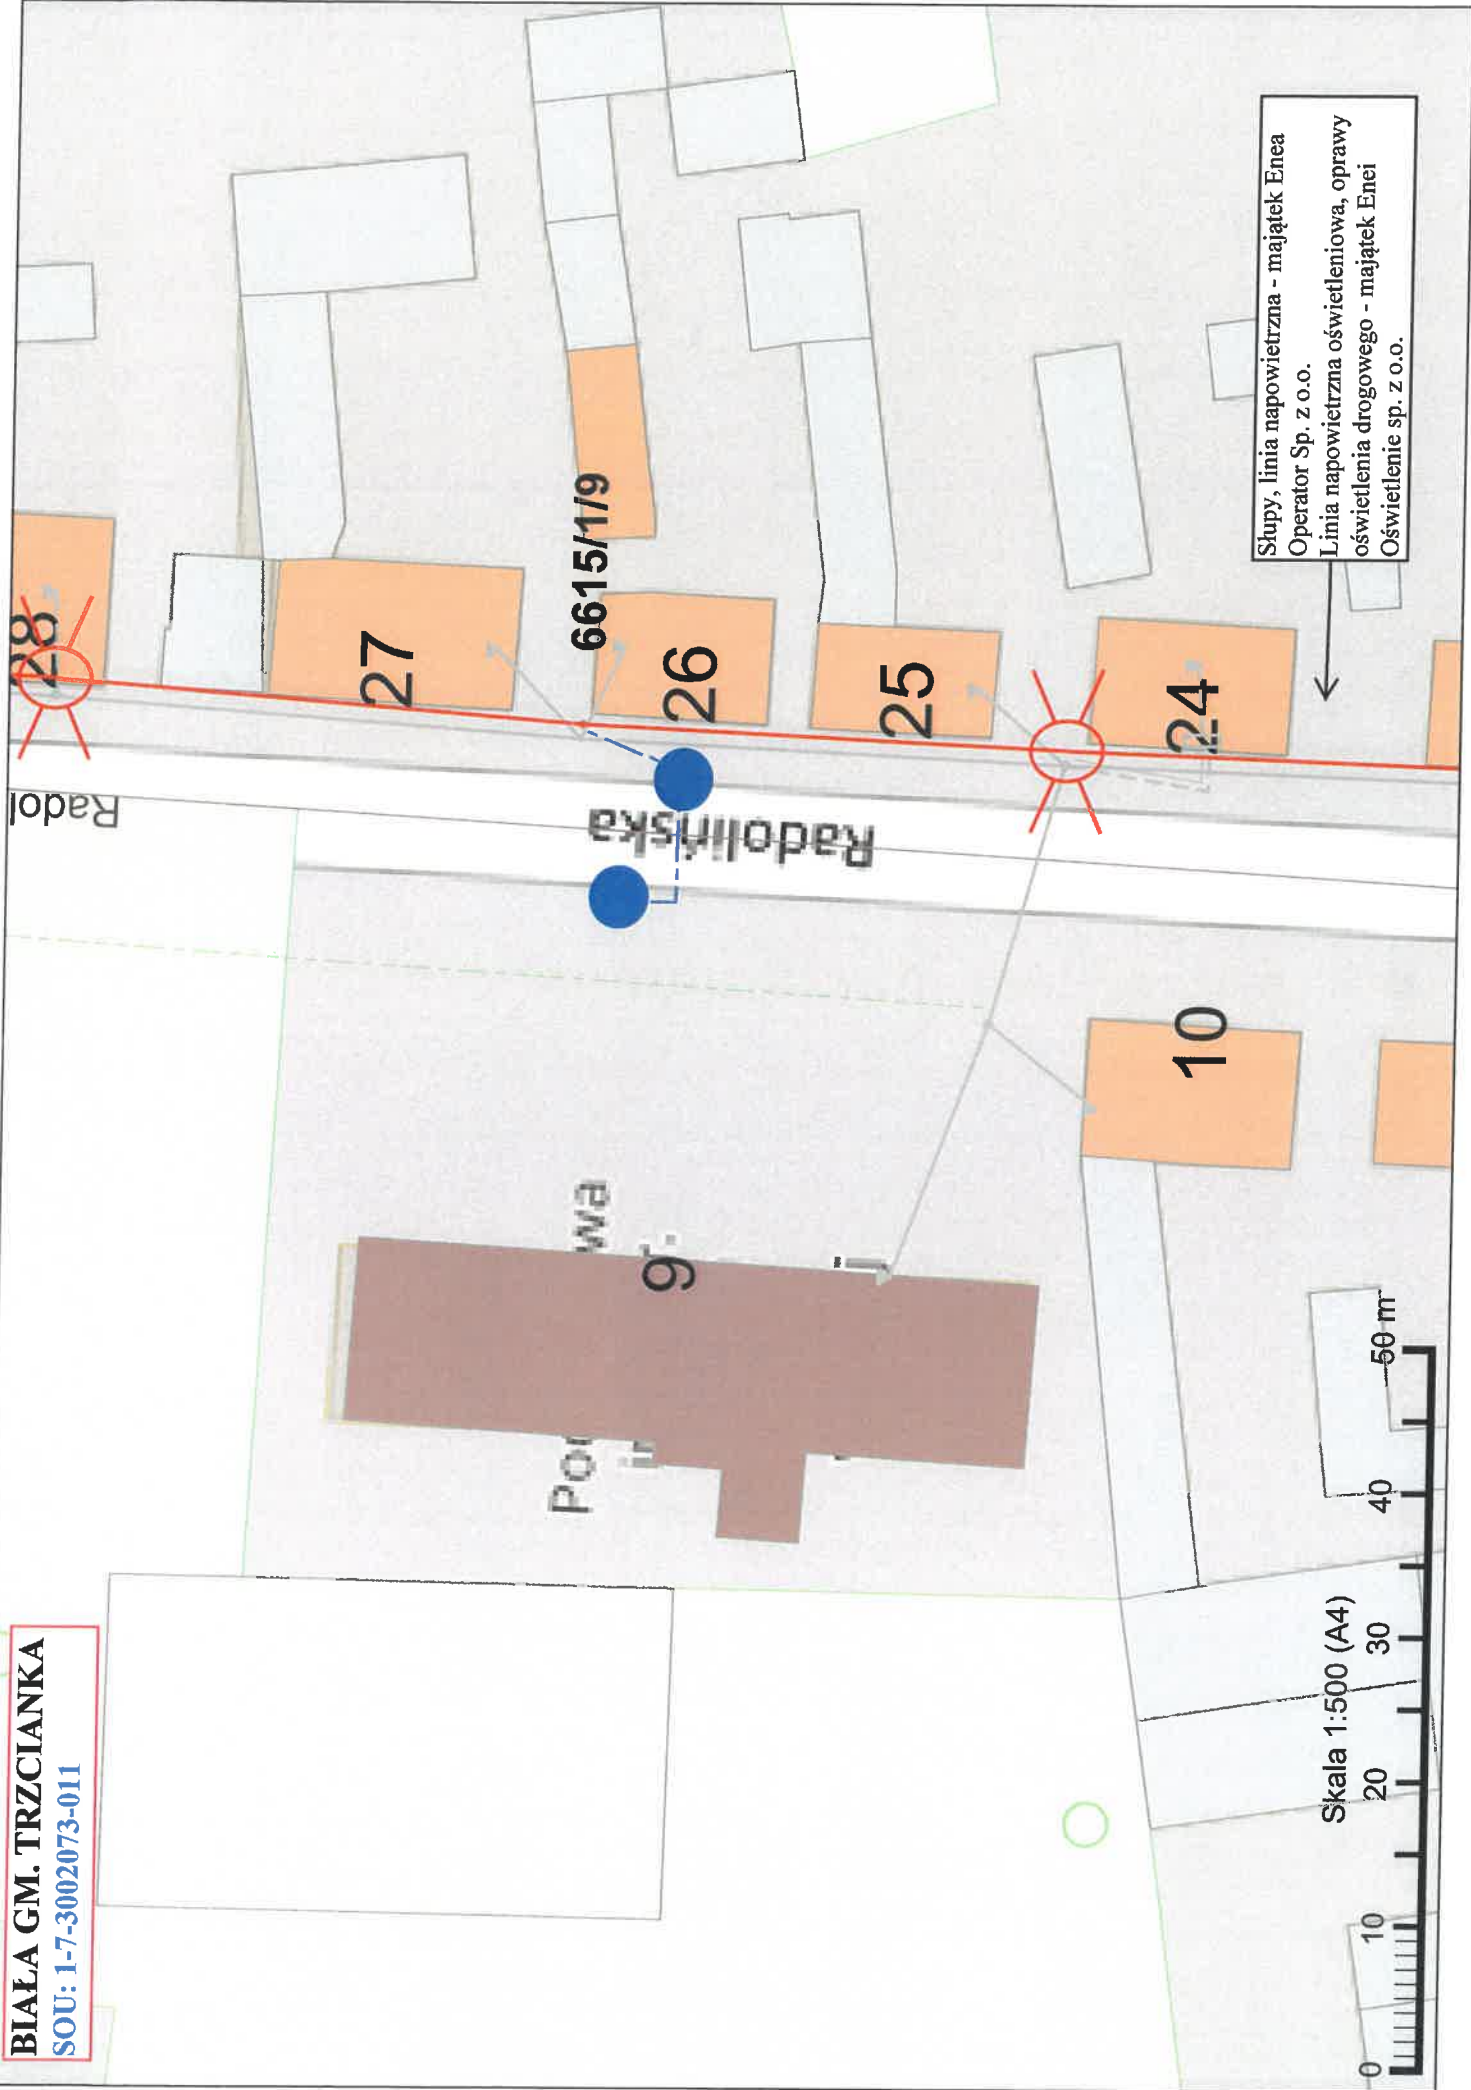 BIAŁA GM. TRZCIANKA
SOU: 1-7-3002073-011
28
27
6615/1/9
26
25
24
Radol
Radolińska
10
9
Słupy, linia napowietrzna - majątek Enea
Operator Sp. z o.o.
Linia napowietrzna oświetleniowa, oprawy
oświetlenia drogowego - majątek Enei
Oświetlenie sp. z o.o.
Skala 1:500 (A4)
0 10 20 30 40 50 m